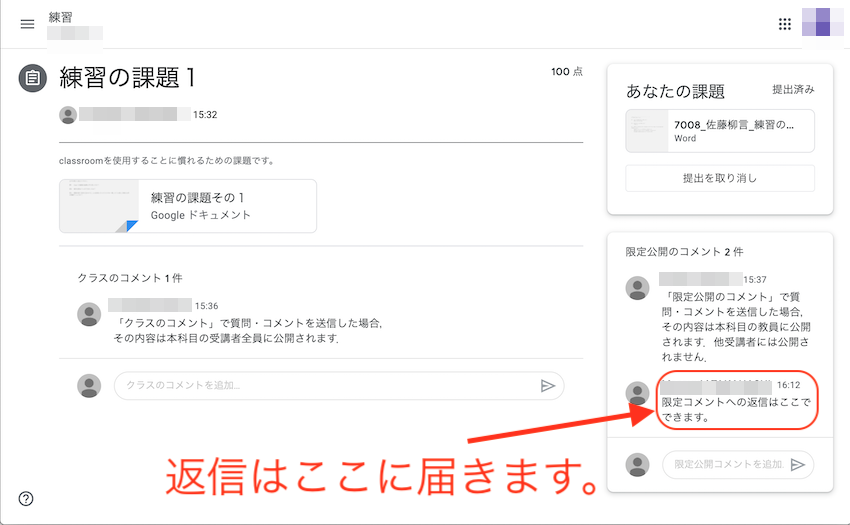 練習
練習の課題１
100 点
15:32
classroomを使用することに慣れるための課題です。
練習の課題その１
Google ドキュメント
クラスのコメント 1 件
15:36
「クラスのコメント」で質問・コメントを送信した場合,
その内容は本科目の受講者全員に公開されます.
クラスのコメントを追加...
あなたの課題
提出済み
7008_佐藤柳言_練習の...
Word
提出を取り消し
限定公開のコメント 2 件
15:37
「限定公開のコメント」で質
問・コメントを送信した場合,
その内容は本科目の教員に公開
されます. 他受講者には公開さ
れません.
16:12
限定コメントへの返信はここで
できます。
限定公開コメントを追加
返信はここに届きます。